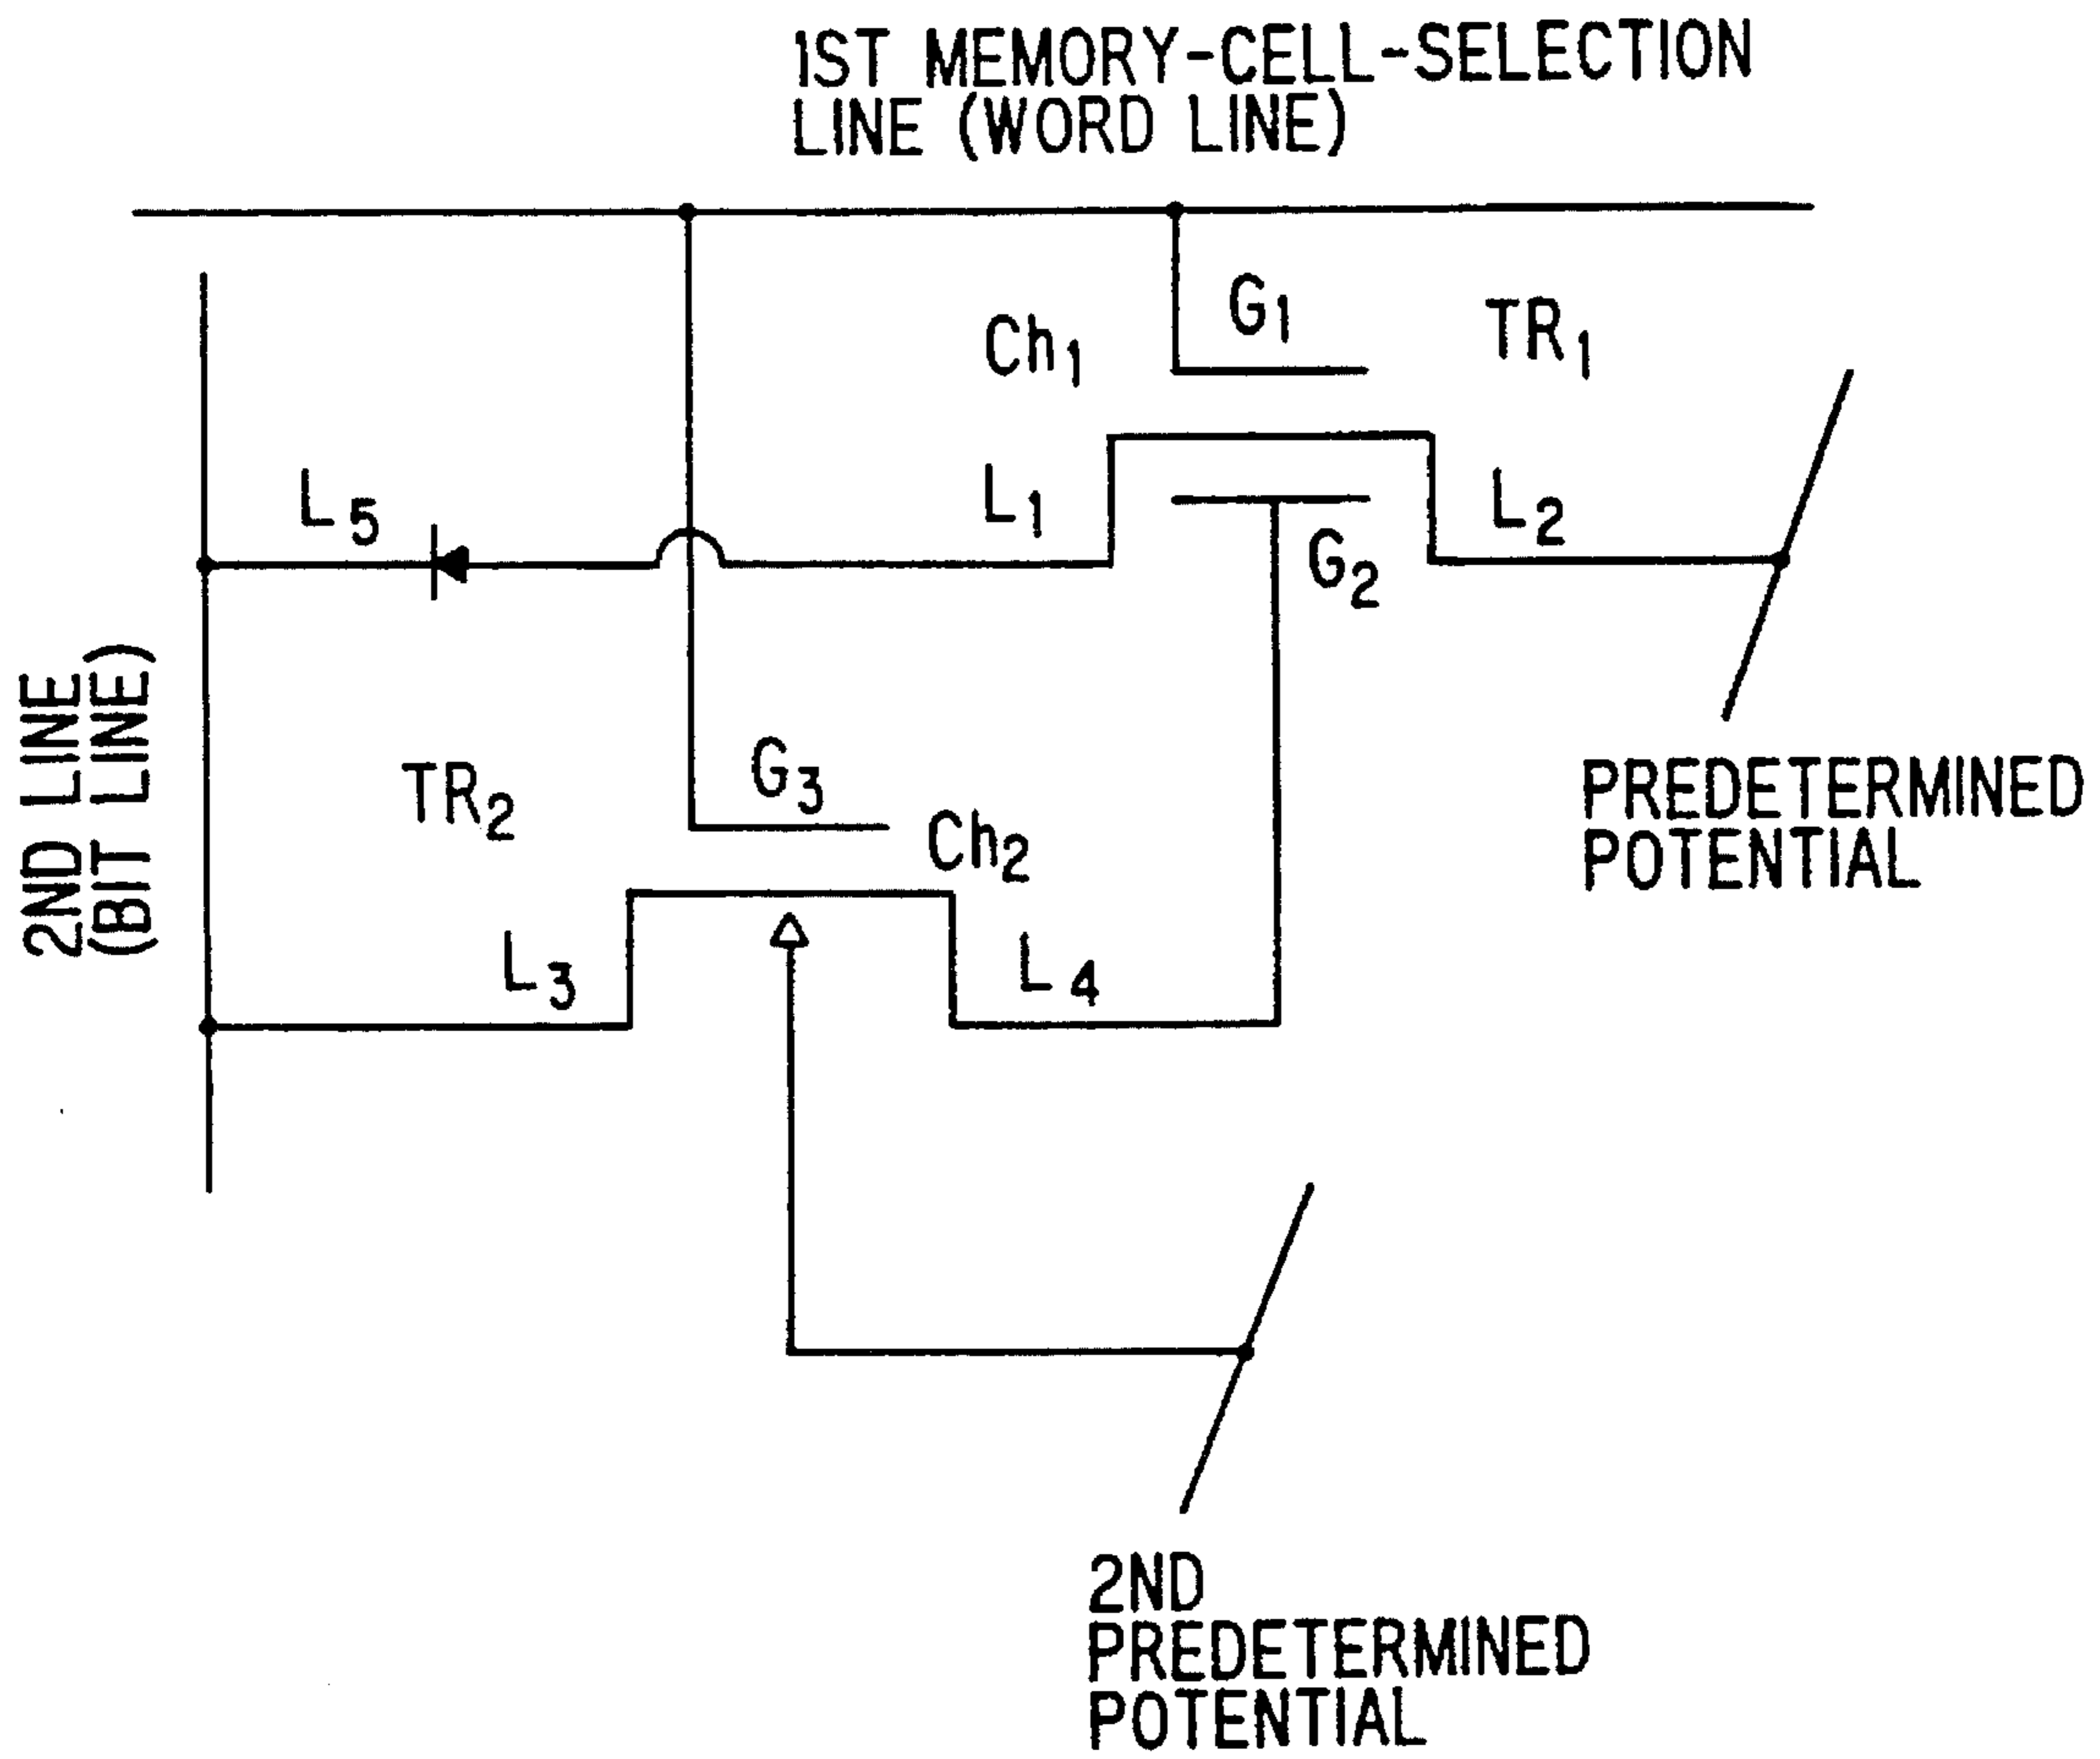 1ST MEMORY-CELL-SELECTION
LINE (WORD LINE)
G1
Ch1
TR1
L5
L1
L2
G2
2ND LINE
(BIT LINE)
TR2
G3
Ch2
PREDETERMINED
POTENTIAL
L3
L4
2ND
PREDETERMINED
POTENTIAL